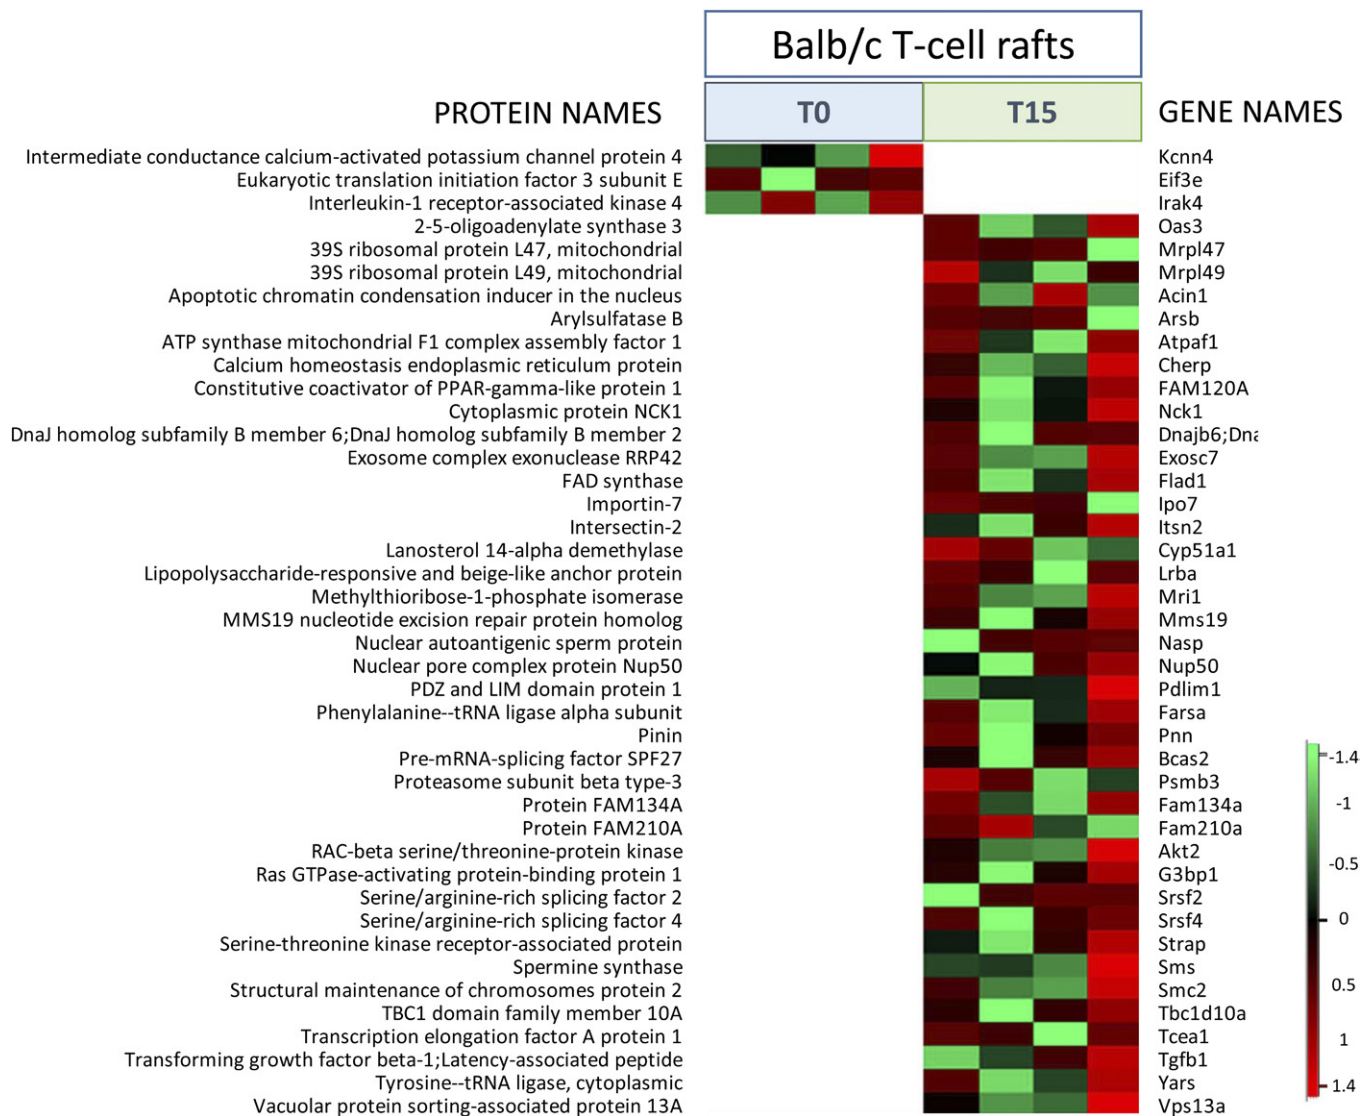 Balb/c T-cell rafts
PROTEIN NAMES T0 T15 GENE NAMES
Intermediate conductance calcium-activated potassium channel protein 4 Kcnn4
Eukaryotic translation initiation factor 3 subunit E Eif3e
Interleukin-1 receptor-associated kinase 4 Irak4
2-5-oligoadenylate synthase 3 Oas3
39S ribosomal protein L47, mitochondrial Mrpl47
39S ribosomal protein L49, mitochondrial Mrpl49
Apoptotic chromatin condensation inducer in the nucleus Acin1
Arylsulfatase B Arsb
ATP synthase mitochondrial F1 complex assembly factor 1 Atpaf1
Calcium homeostasis endoplasmic reticulum protein Cherp
Constitutive coactivator of PPAR-gamma-like protein 1 FAM120A
Cytoplasmic protein NCK1 Nck1
DnaJ homolog subfamily B member 6;DnaJ homolog subfamily B member 2 Dnajb6;Dna
Exosome complex exonuclease RRP42 Exosc7
FAD synthase Flad1
Importin-7 Ipo7
Intersectin-2 Itsn2
Lanosterol 14-alpha demethylase Cyp51a1
Lipopolysaccharide-responsive and beige-like anchor protein Lrba
Methylthioribose-1-phosphate isomerase Mri1
MMS19 nucleotide excision repair protein homolog Mms19
Nuclear autoantigenic sperm protein Nasp
Nuclear pore complex protein Nup50 Nup50
PDZ and LIM domain protein 1 Pdlim1
Phenylalanine--tRNA ligase alpha subunit Farsa
Pinin Pnn
Pre-mRNA-splicing factor SPF27 Bcas2
Proteasome subunit beta type-3 Psmb3
Protein FAM134A Fam134a
Protein FAM210A Fam210a
RAC-beta serine/threonine-protein kinase Akt2
Ras GTPase-activating protein-binding protein 1 G3bp1
Serine/arginine-rich splicing factor 2 Srsf2
Serine/arginine-rich splicing factor 4 Srsf4
Serine-threonine kinase receptor-associated protein Strap
Spermine synthase Sms
Structural maintenance of chromosomes protein 2 Smc2
TBC1 domain family member 10A Tbc1d10a
Transcription elongation factor A protein 1 Tcea1
Transforming growth factor beta-1;Latency-associated peptide Tgfb1
Tyrosine--tRNA ligase, cytoplasmic Yars
Vacuolar protein sorting-associated protein 13A Vps13a
-1.4
-1
-0.5
0
0.5
1
1.4